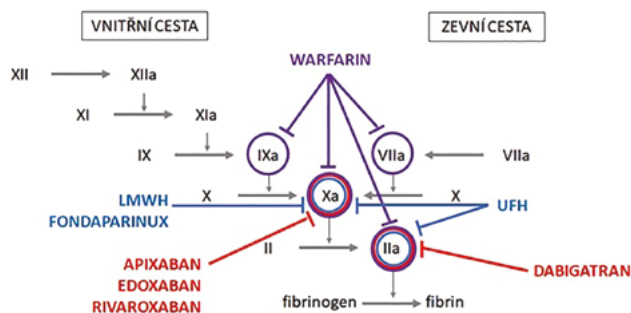 VNITŘNÍ CESTA
ZEVNÍ CESTA
WARFARIN
XII
XIIa
XI
XIa
IX
IXa
VIIa
VIIa
LMWH
FONDAPARINUX
X
Xa
X
UFH
APIXABAN
EDOXABAN
RIVAROXABAN
II
IIa
DABIGATRAN
fibrinogen
fibrin